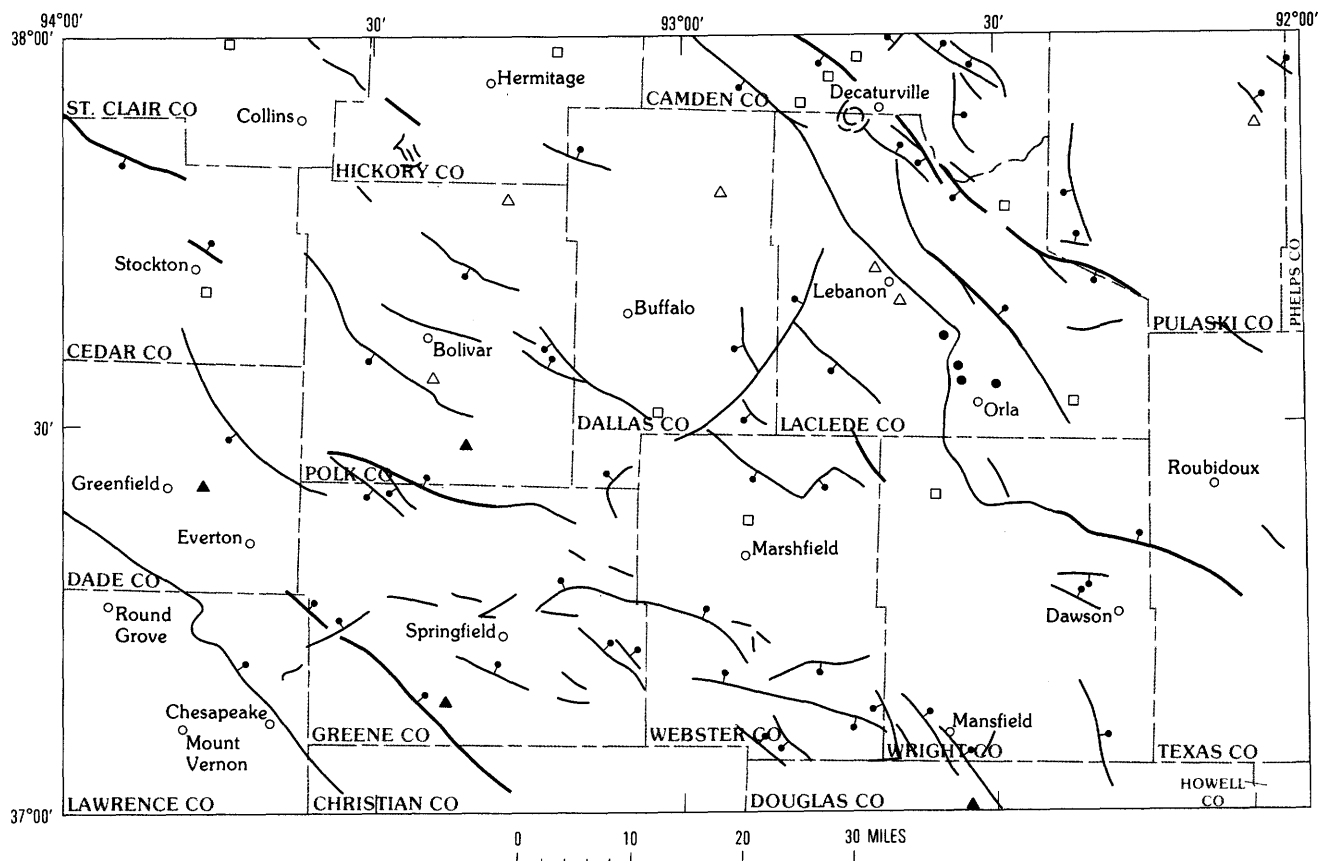 94°00'
30'
93°00'
30'
92°00'
38°00'
Hermitage
ST. CLAIR CO
Collins
CAMDEN CO
Decaturville
HICKORY CO
Stockton
Lebanon
PHELPS CO
Buffalo
PULASKI CO
CEDAR CO
Bolivar
Orla
30'
DALLAS CO
LACLEDE CO
POLK CO
Roubidoux
Greenfield
Everton
Marshfield
DADE CO
Round
Grove
Springfield
Dawson
Chesapeake
Mount
Vernon
GREENE CO
WEBSTER CO
Mansfield
WRIGHT CO
TEXAS CO
HOWELL
CO
LAWRENCE CO
CHRISTIAN CO
DOUGLAS CO
37°00'
0 10 20 30 MILES